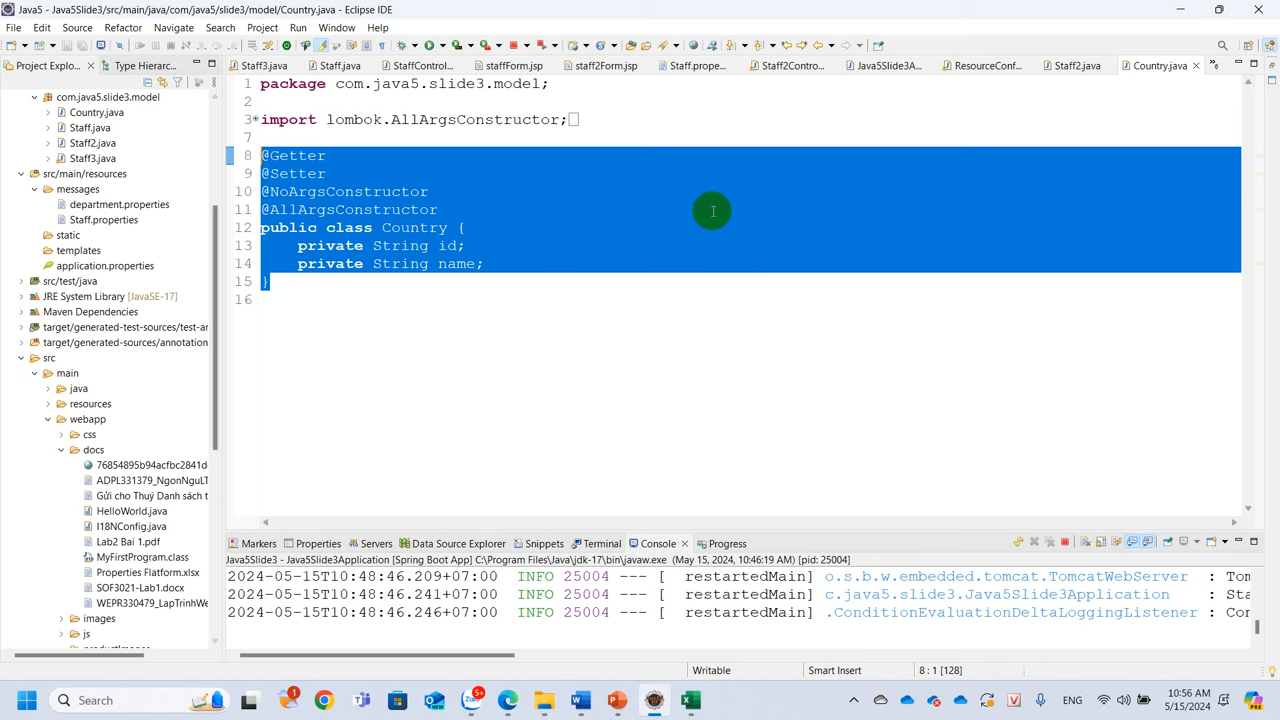 Java5 - Java5Slide3/src/main/java/com/java5/slide3/model/Country.java - Eclipse IDE
File Edit Source Refactor Navigate Search Project Run Window Help
Project Explo... Type Hierarc...
com.java5.slide3.model
Country.java
Staff.java
Staff2.java
Staff3.java
src/main/resources
messages
department.properties
Staff.properties
static
templates
application.properties
src/test/java
JRE System Library [JavaSE-17]
Maven Dependencies
target/generated-test-sources/test-ar
target/generated-sources/annotation
src
main
java
resources
webapp
css
docs
76854895b94acfbc2841d
ADPL331379_NgonNguLT
Gửi cho Thuý Danh sách t
HelloWorld.java
I18NConfig.java
Lab2 Bai 1.pdf
MyFirstProgram.class
Properties Flatform.xlsx
SOF3021-Lab1.docx
WEPR330479_LapTrinhWe
images
js
Staff3.java Staff.java StaffControl... staffForm.jsp staff2Form.jsp Staff.prope... Staff2Contro... Java5Slide3A... ResourceConf... Staff2.java Country.java
1 package com.java5.slide3.model;
2
3 import lombok.AllArgsConstructor;
7
8 @Getter
9 @Setter
10 @NoArgsConstructor
11 @AllArgsConstructor
12 public class Country {
13 private String id;
14 private String name;
15 }
16
Markers Properties Servers Data Source Explorer Snippets Terminal Console Progress
Java5Slide3 - Java5Slide3Application [Spring Boot App] C:\Program Files\Java\jdk-17\bin\javaw.exe (May 15, 2024, 10:46:19 AM) [pid: 25004]
2024-05-15T10:48:46.209+07:00 INFO 25004 --- [ restartedMain] o.s.b.w.embedded.tomcat.TomcatWebServer : Tom
2024-05-15T10:48:46.241+07:00 INFO 25004 --- [ restartedMain] c.java5.slide3.Java5Slide3Application : Sta
2024-05-15T10:48:46.246+07:00 INFO 25004 --- [ restartedMain] .ConditionEvaluationDeltaLoggingListener : Con
Writable Smart Insert 8 : 1 [128]
Search 1 5+ ENG 0:56 AM
5/15/2024